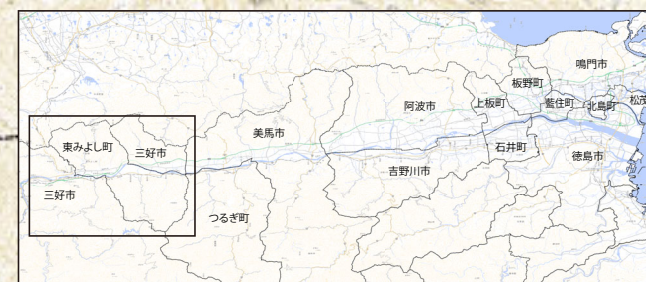 鳴門市
板野町
阿波市
上板町
藍住町
北島町
松茂
美馬市
東みよし町
三好市
石井町
徳島市
吉野川市
三好市
つるぎ町